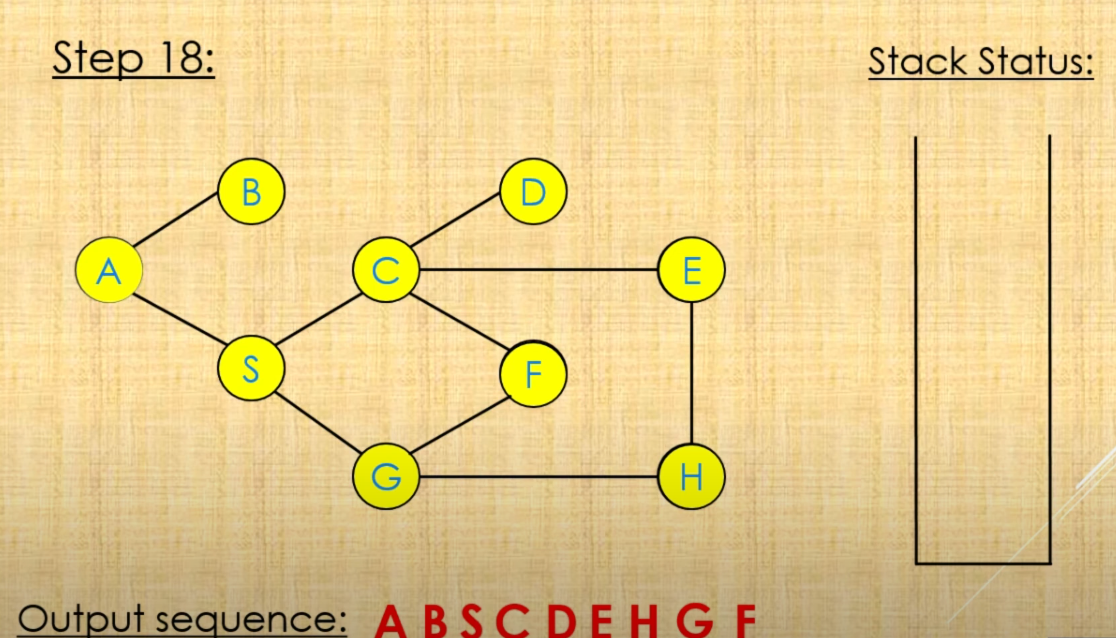 Step 18:
Stack Status:
B
D
A
C
E
S
F
G
H
Output sequence: A B S C D E H G F